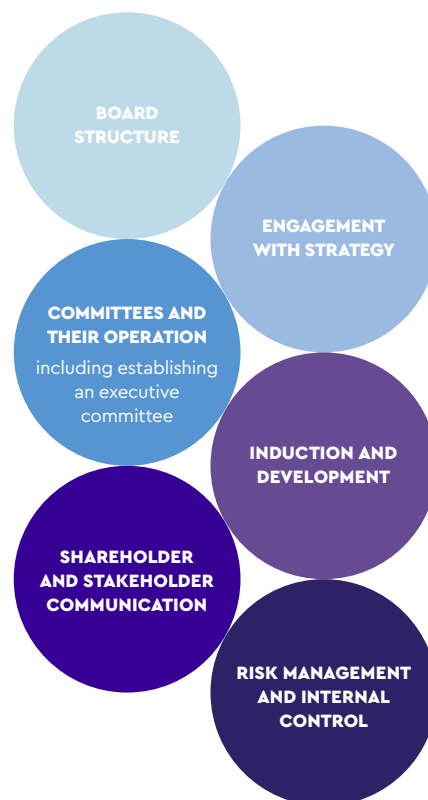 BOARD
STRUCTURE
ENGAGEMENT
WITH STRATEGY
COMMITTEES AND
THEIR OPERATION
including establishing
an executive
committee
INDUCTION AND
DEVELOPMENT
SHAREHOLDER
AND STAKEHOLDER
COMMUNICATION
RISK MANAGEMENT
AND INTERNAL
CONTROL